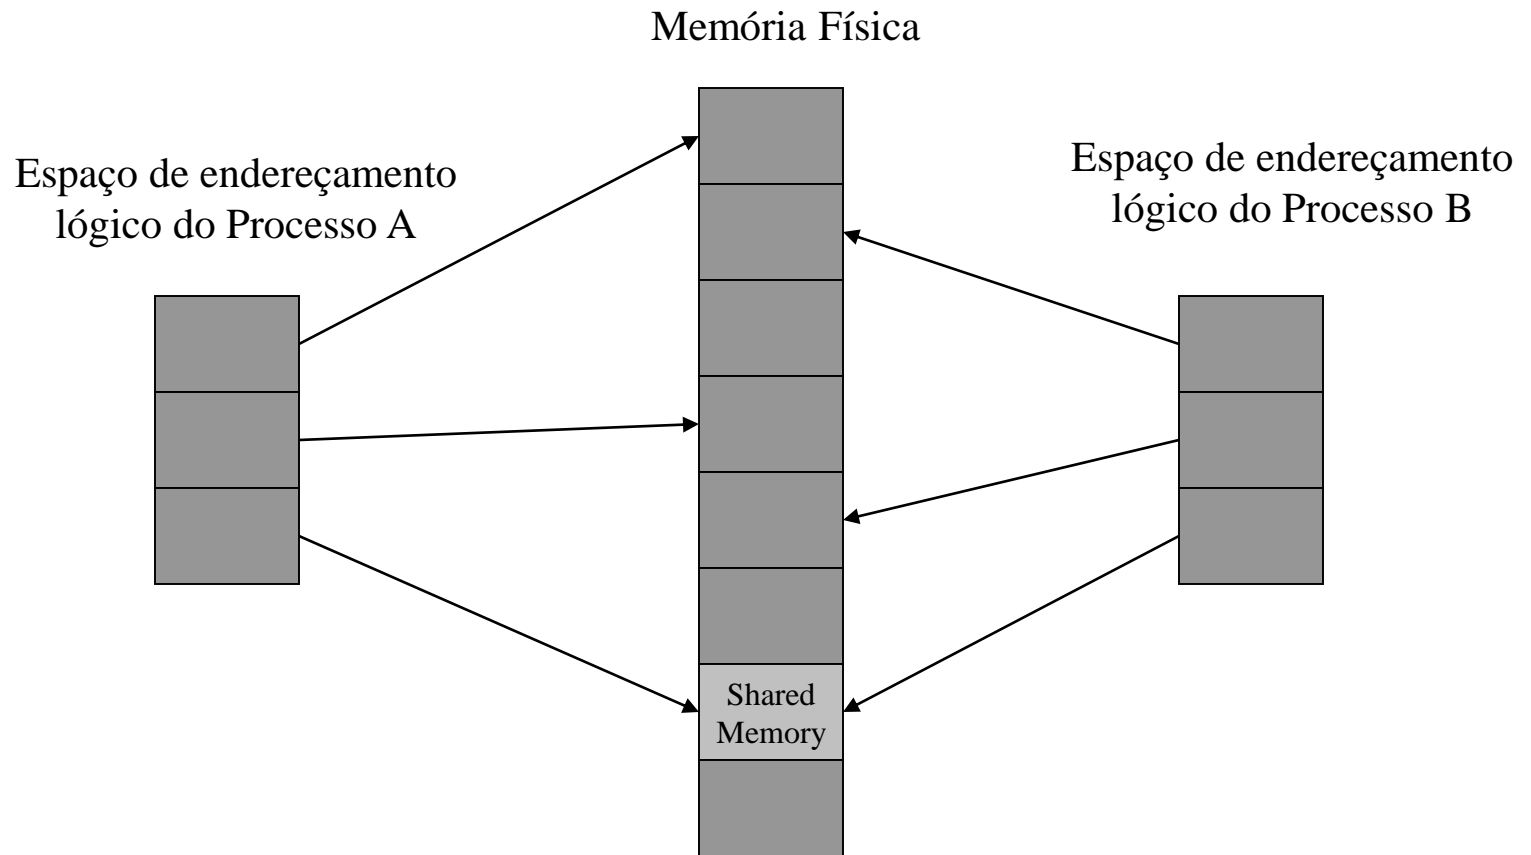 Memória Física
Espaço de endereçamento
lógico do Processo A
Espaço de endereçamento
lógico do Processo B
Shared
Memory